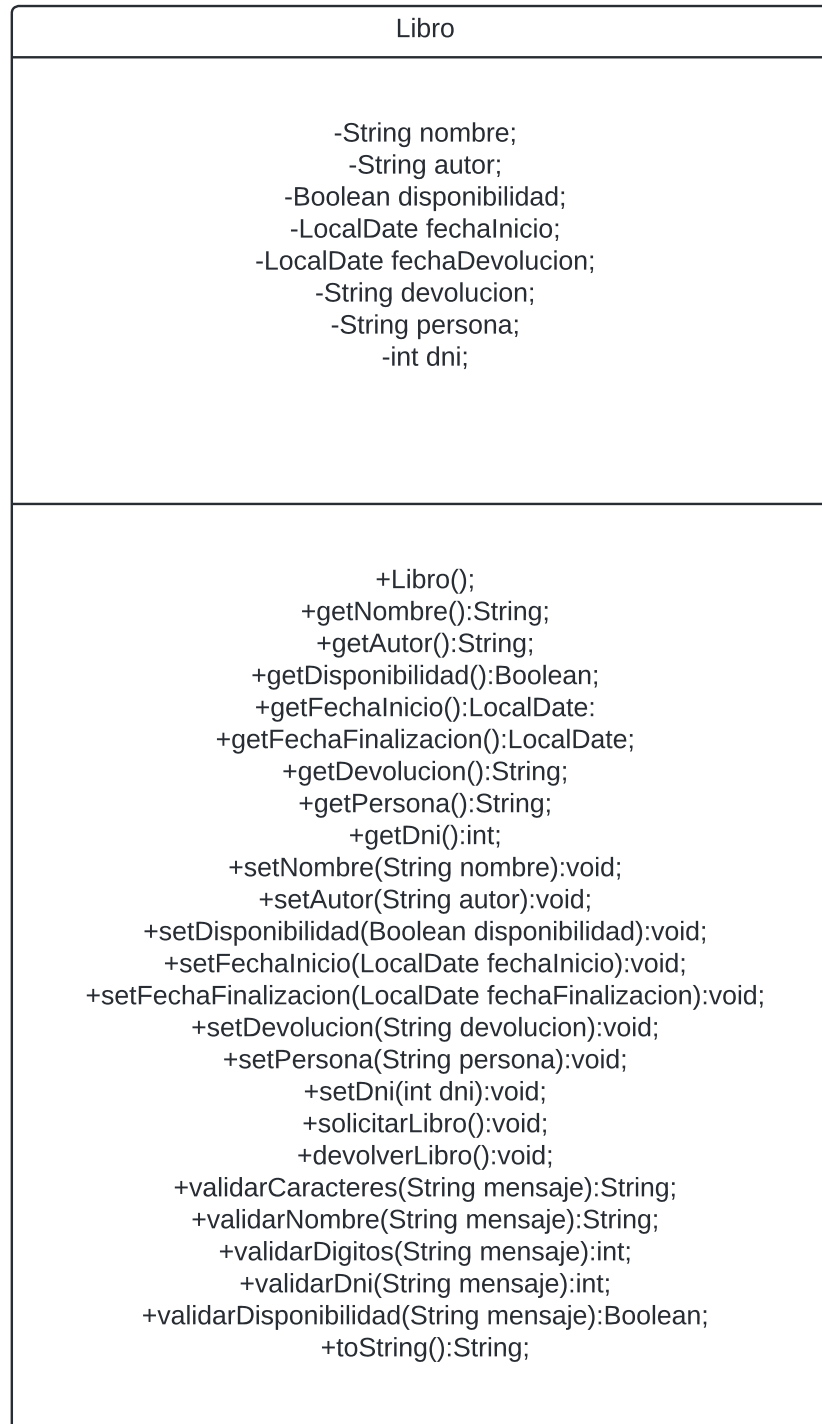 Libro
-String nombre;
-String autor;
-Boolean disponibilidad;
-LocalDate fechaInicio;
-LocalDate fechaDevolucion;
-String devolucion;
-String persona;
-int dni;
+Libro();
+getNombre():String;
+getAutor():String;
+getDisponibilidad():Boolean;
+getFechaInicio():LocalDate:
+getFechaFinalizacion():LocalDate;
+getDevolucion():String;
+getPersona():String;
+getDni():int;
+setNombre(String nombre):void;
+setAutor(String autor):void;
+setDisponibilidad(Boolean disponibilidad):void;
+setFechaInicio(LocalDate fechaInicio):void;
+setFechaFinalizacion(LocalDate fechaFinalizacion):void;
+setDevolucion(String devolucion):void;
+setPersona(String persona):void;
+setDni(int dni):void;
+solicitarLibro():void;
+devolverLibro():void;
+validarCaracteres(String mensaje):String;
+validarNombre(String mensaje):String;
+validarDigitos(String mensaje):int;
+validarDni(String mensaje):int;
+validarDisponibilidad(String mensaje):Boolean;
+toString():String;